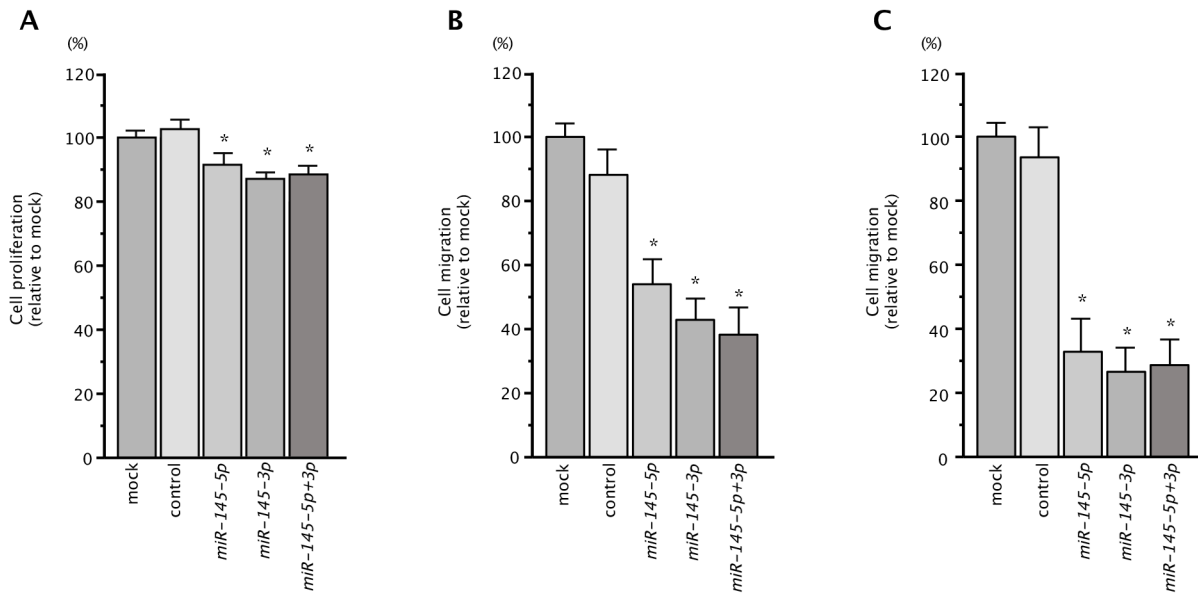 A
(%)
120
100
80
60
40
20
0
Cell proliferation
(relative to mock)
*
*
*
mock
control
miR-145-5p
miR-145-3p
miR-145-5p+3p
B
(%)
120
100
80
60
40
20
0
Cell migration
(relative to mock)
*
*
*
mock
control
miR-145-5p
miR-145-3p
miR-145-5p+3p
C
(%)
120
100
80
60
40
20
0
Cell migration
(relative to mock)
*
*
*
mock
control
miR-145-5p
miR-145-3p
miR-145-5p+3p